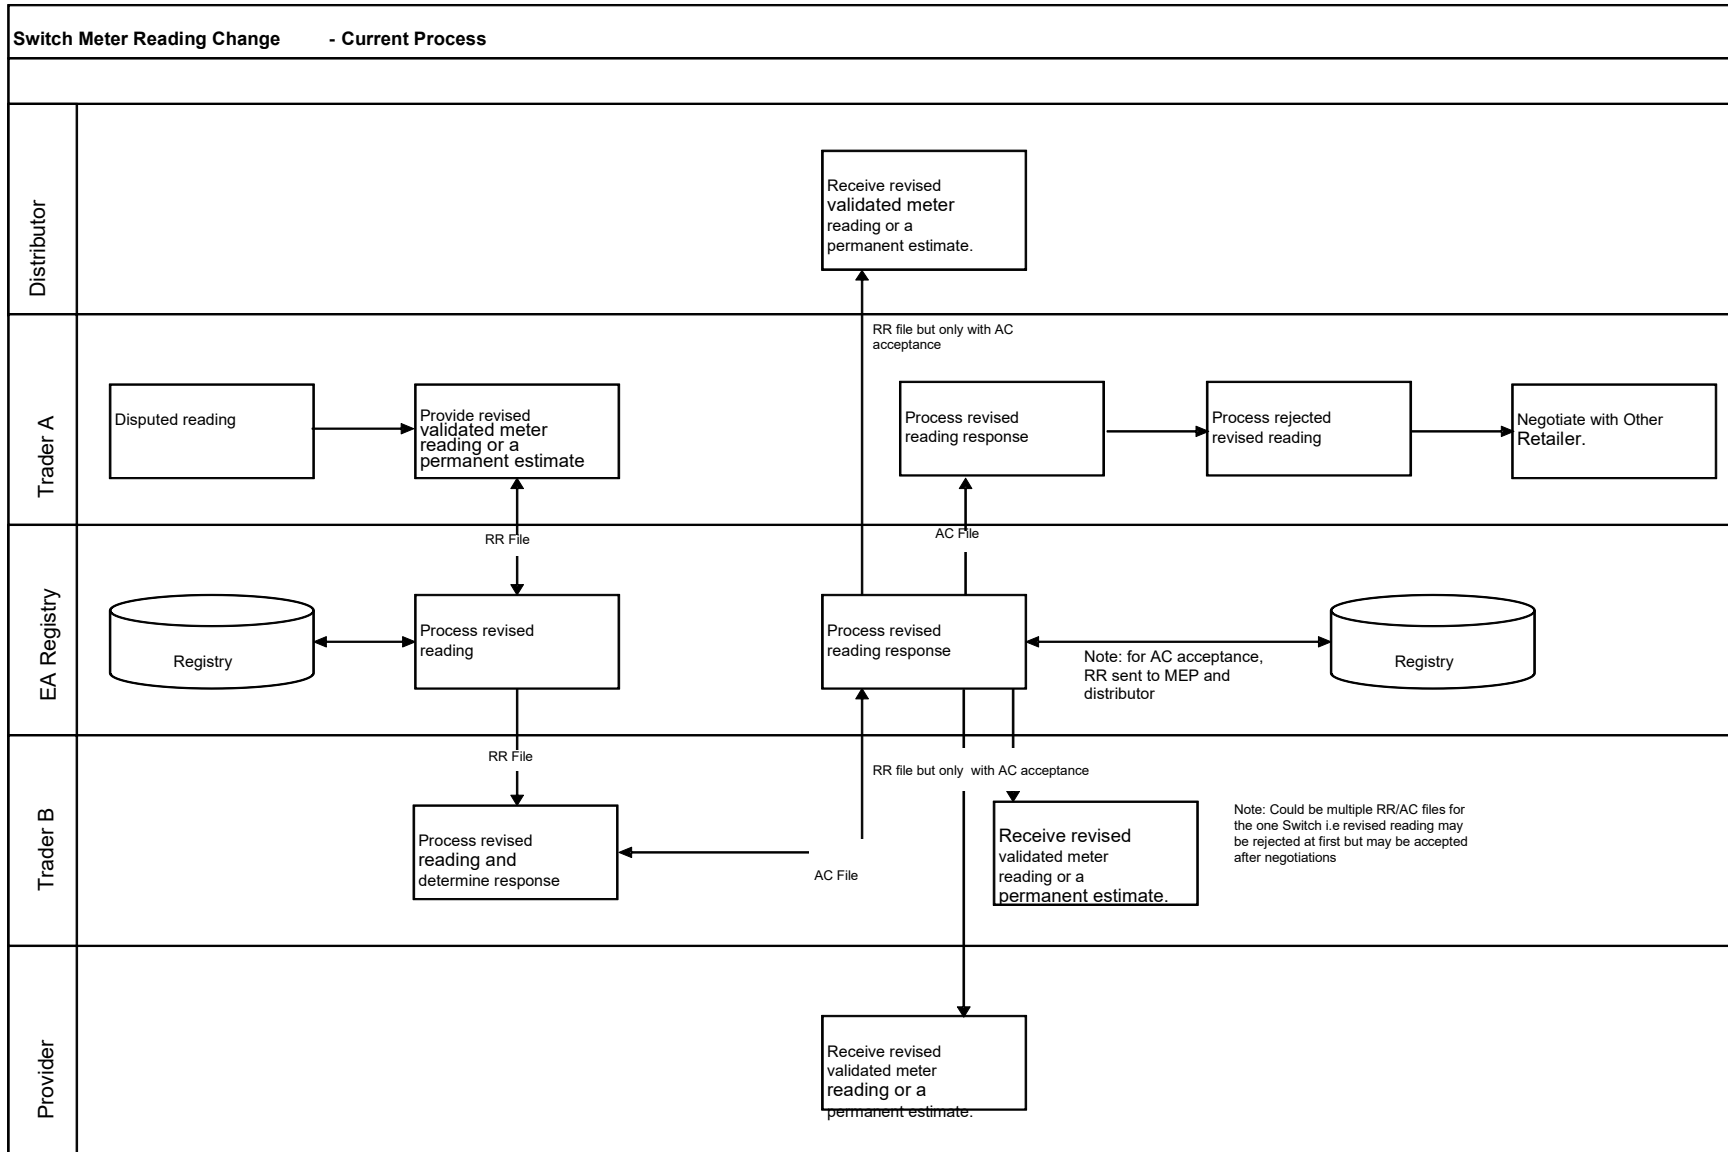 Switch Meter Reading Change - Current Process
Distributor
Receive revised
validated meter
reading or a
permanent estimate.
RR file but only with AC
acceptance
Trader A
Disputed reading
Provide revised
validated meter
reading or a
permanent estimate
Process revised
reading response
Process rejected
revised reading
Negotiate with Other
Retailer.
RR File
AC File
EA Registry
Registry
Process revised
reading
Process revised
reading response
Note: for AC acceptance,
RR sent to MEP and
distributor
Registry
RR File
RR file but only with AC acceptance
Trader B
Process revised
reading and
determine response
AC File
Receive revised
validated meter
reading or a
permanent estimate.
Note: Could be multiple RR/AC files for
the one Switch i.e revised reading may
be rejected at first but may be accepted
after negotiations
Provider
Receive revised
validated meter
reading or a
permanent estimate.